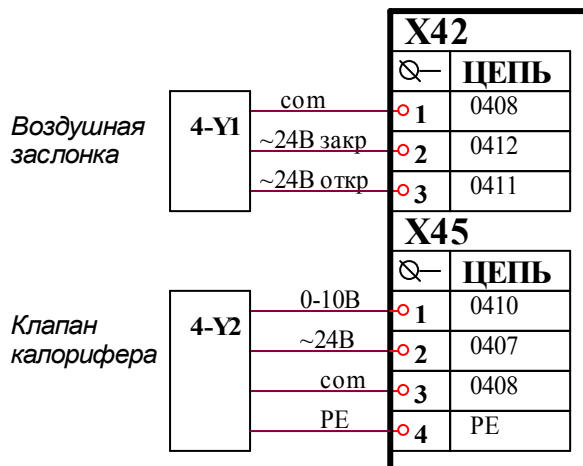 X42
ЦЕПЬ
Воздушная
заслонка
4-Y1
com
1
0408
~24В закр
2
0412
~24В откр
3
0411
X45
ЦЕПЬ
Клапан
калорифера
4-Y2
0-10В
1
0410
~24В
2
0407
com
3
0408
PE
4
PE